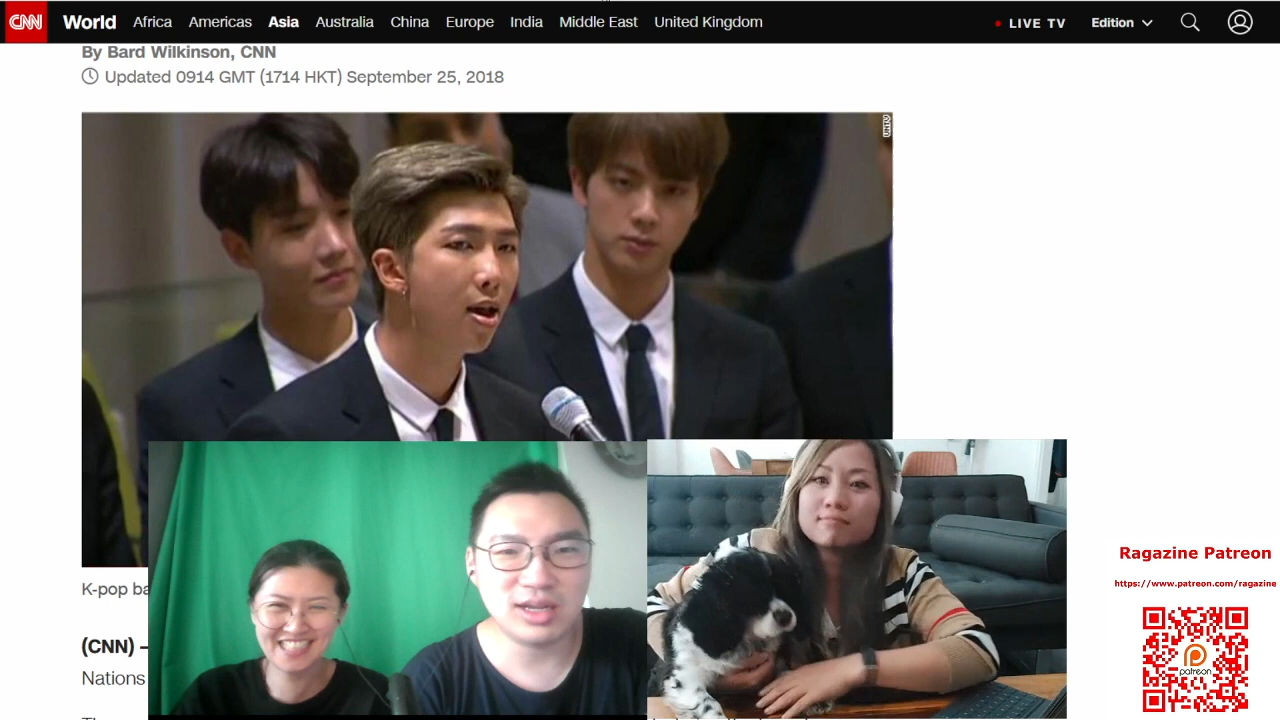 CNN World Africa Americas Asia Australia China Europe India Middle East United Kingdom LIVE TV Edition
By Bard Wilkinson, CNN
Updated 0914 GMT (1714 HKT) September 25, 2018
UNTV
K-pop ba
(CNN) –
Nations
Ragazine Patreon
https://www.patreon.com/ragazine
patreon